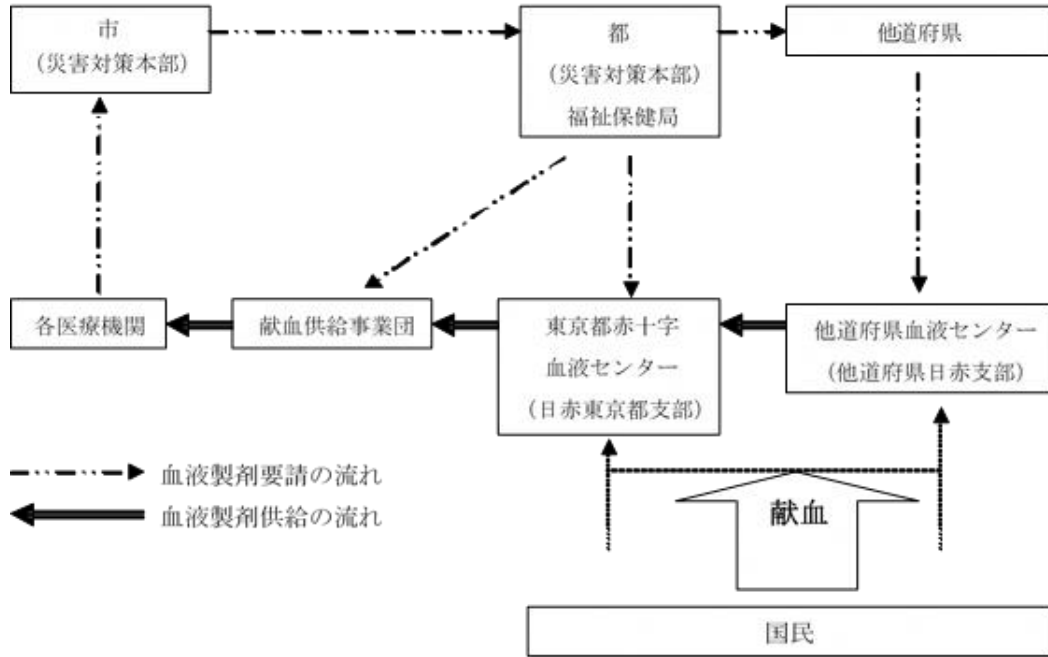 市
(災害対策本部)
都
(災害対策本部)
福祉保健局
他道府県
各医療機関
献血供給事業団
東京都赤十字
血液センター
(日赤東京都支部)
他道府県血液センター
(他道府県日赤支部)
血液製剤要請の流れ
血液製剤供給の流れ
献血
国民